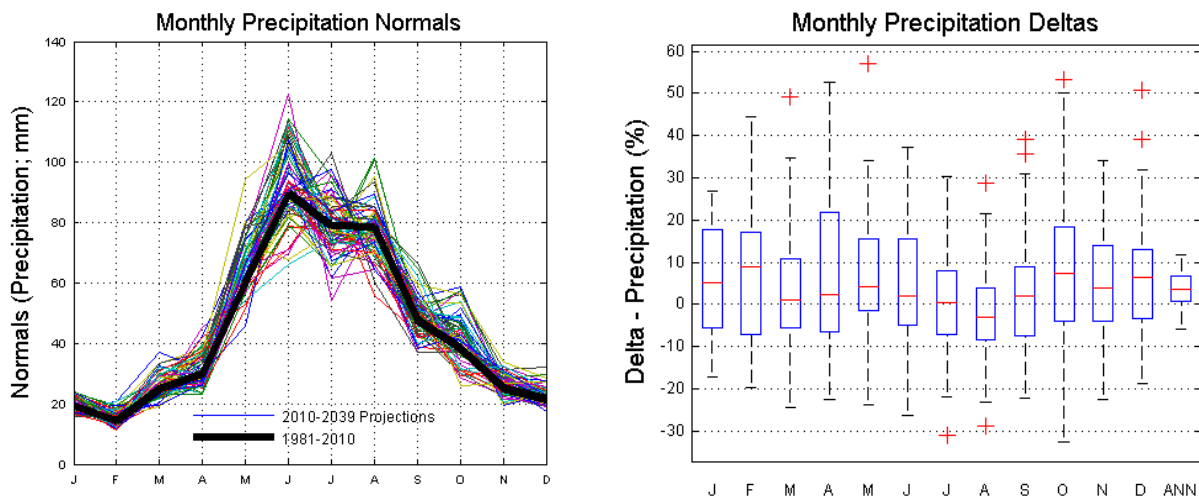 Monthly Precipitation Normals
Normals (Precipitation; mm)
140
120
100
80
60
40
20
0
J F M A M J J A S O N D
2010-2039 Projections
1981-2010
Monthly Precipitation Deltas
Delta - Precipitation (%)
60
50
40
30
20
10
0
-10
-20
-30
J F M A M J J A S O N D ANN